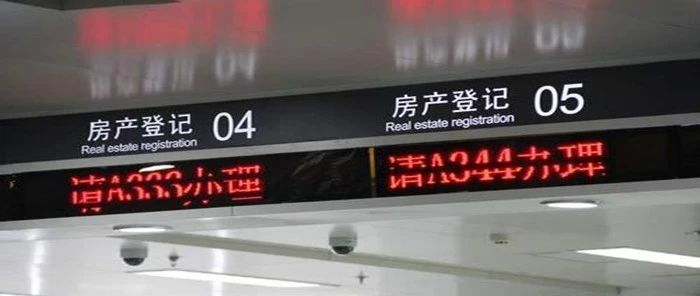 房产登记 04
Real estate registration
请A333办理
房产登记 05
Real estate registration
请A344办理